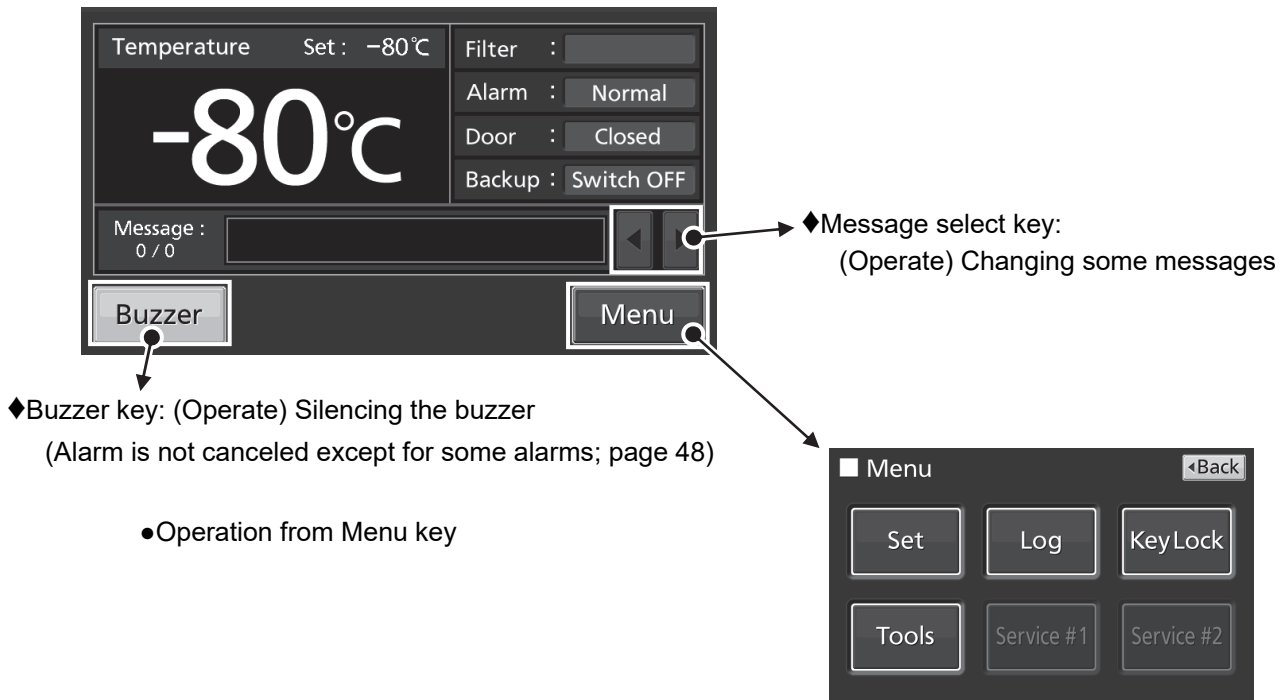 Temperature Set : −80℃
-80℃
Filter :
Alarm : Normal
Door : Closed
Backup : Switch OFF
Message :
0 / 0
Buzzer
Menu
♦Message select key:
(Operate) Changing some messages
♦Buzzer key: (Operate) Silencing the buzzer
(Alarm is not canceled except for some alarms; page 48)
●Operation from Menu key
Menu
Back
Set Log KeyLock
Tools Service #1 Service #2